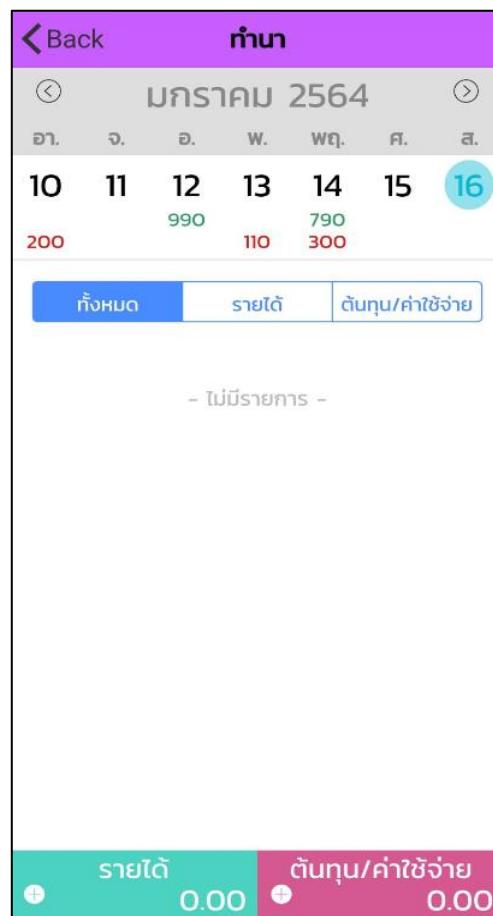 Back ทำนา
มกราคม 2564
อา. จ. อ. พ. พฤ. ศ. ส.
10 11 12 13 14 15 16
990 790
200 110 300
ทั้งหมด รายได้ ต้นทุน/ค่าใช้จ่าย
- ไม่มีรายการ -
รายได้ ต้นทุน/ค่าใช้จ่าย
0.00 0.00